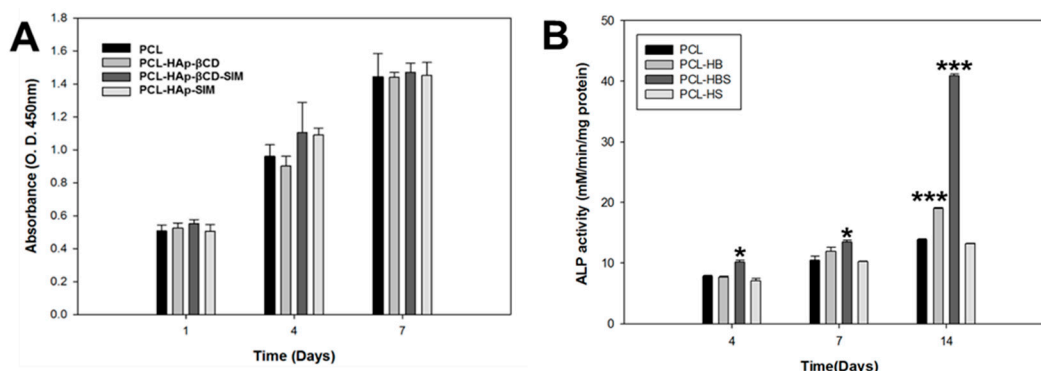 A
Absorbance (O. D. 450nm)
1.8
1.6
1.4
1.2
1.0
0.8
0.6
0.4
0.2
0.0
PCL
PCL-HAp-βCD
PCL-HAp-βCD-SIM
PCL-HAp-SIM
1
4
7
Time (Days)
B
ALP activity (mM/min/mg protein)
50
40
30
20
10
0
PCL
PCL-HB
PCL-HBS
PCL-HS
*
*
***
***
4
7
14
Time(Days)